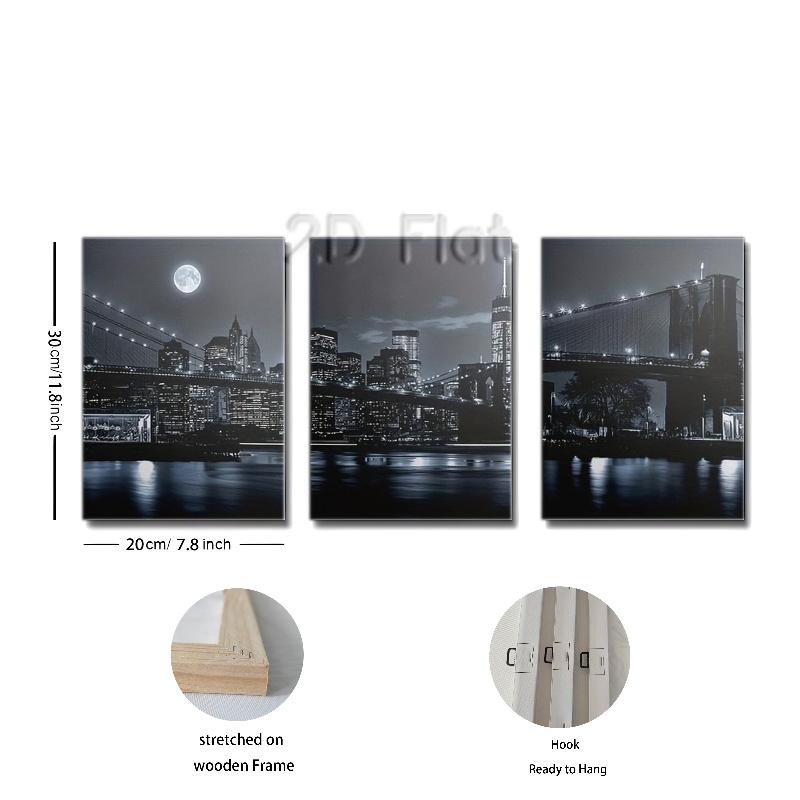 2D Flat
30cm/11.8inch
20cm/ 7.8 inch
stretched on
wooden Frame
Hook
Ready to Hang